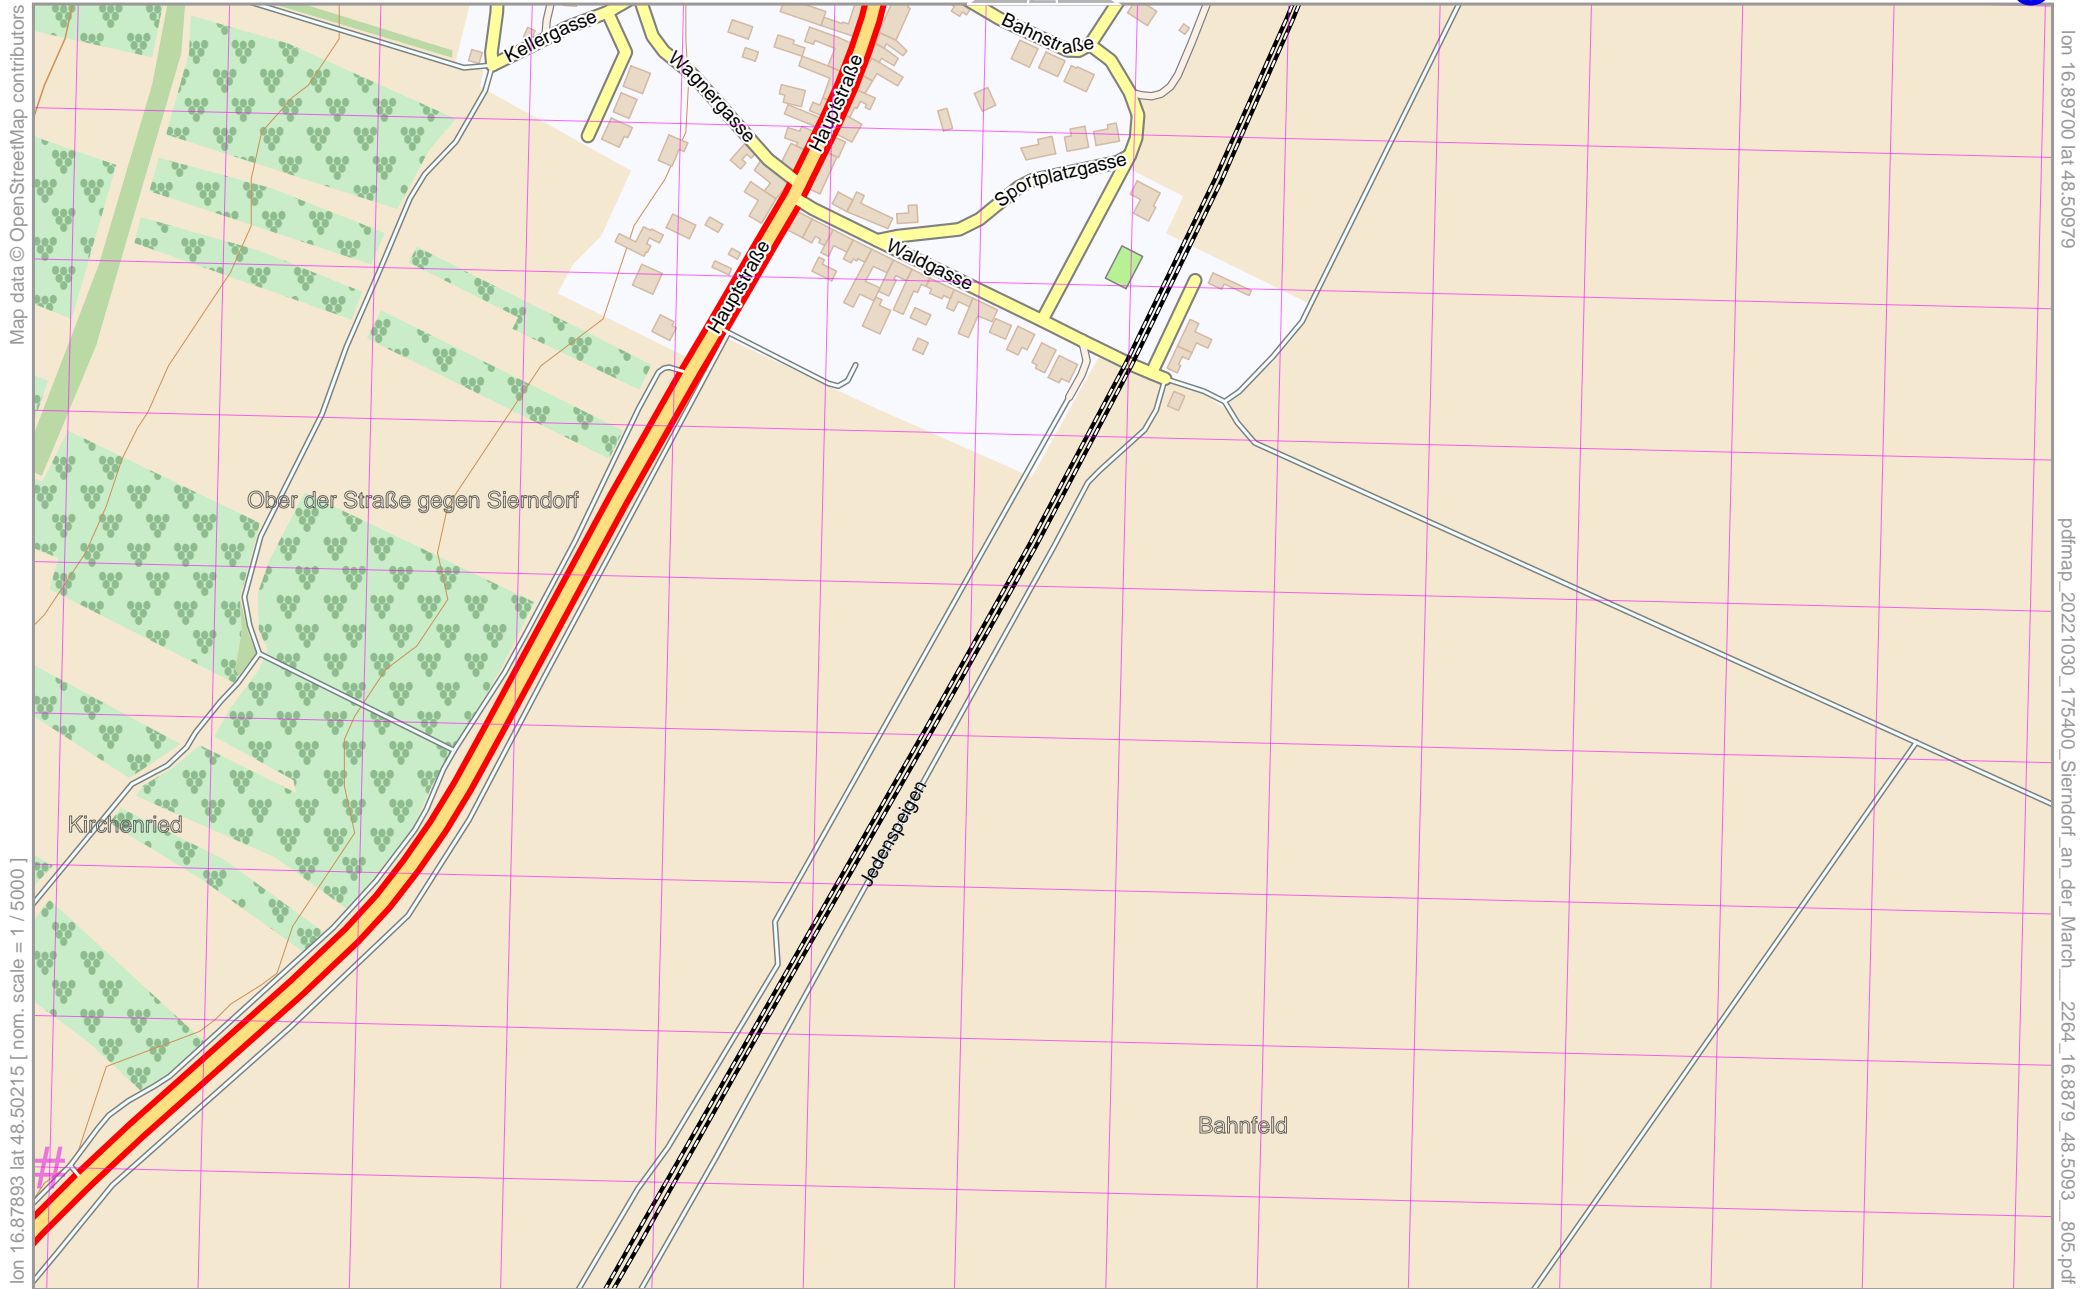 Map data © OpenStreetMap contributors
lon 16.87893 lat 48.50215 [ nom. scale = 1 / 5000 ]
lon 16.89700 lat 48.50979
pdfmap_20221030_175400_Sierndorf_an_der_March___2264_16.8879_48.5093__805.pdf
Kellergasse
Wagnergasse
Hauptstraße
Bahnstraße
Sportplatzgasse
Waldgasse
Hauptstraße
Ober der Straße gegen Sierndorf
Kirchenried
Jedenspeigen
Bahnfeld
#